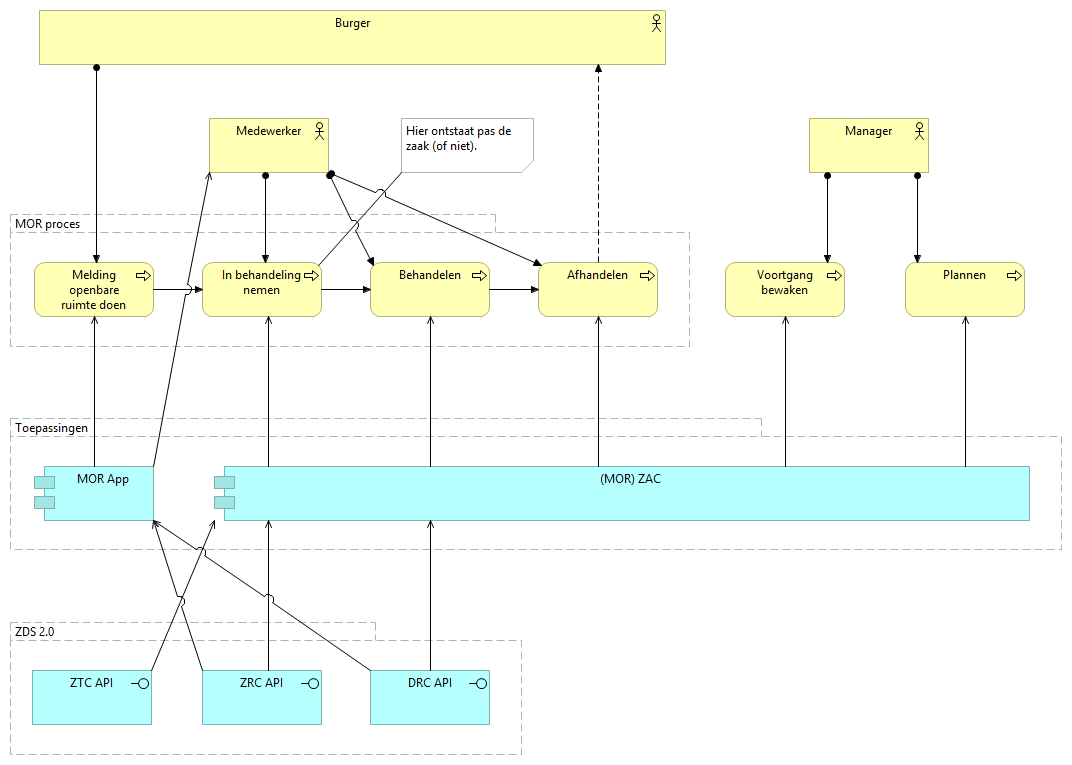 Burger
Medewerker
Hier ontstaat pas de
zaak (of niet).
Manager
MOR proces
Melding
openbare
ruimte doen
In behandeling
nemen
Behandelen
Afhandelen
Voortgang
bewaken
Plannen
Toepassingen
MOR App
(MOR) ZAC
ZDS 2.0
ZTC API
ZRC API
DRC API